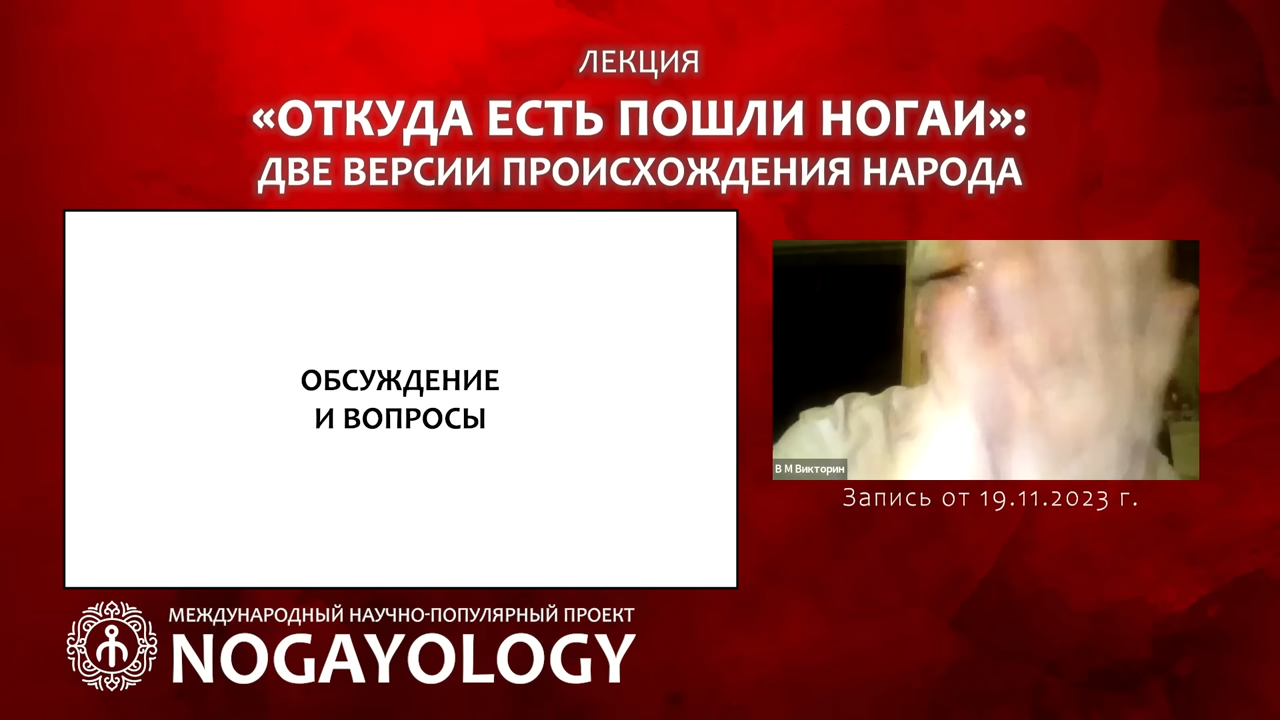 ЛЕКЦИЯ
«ОТКУДА ЕСТЬ ПОШЛИ НОГАИ»:
ДВЕ ВЕРСИИ ПРОИСХОЖДЕНИЯ НАРОДА
ОБСУЖДЕНИЕ
И ВОПРОСЫ
В М Викторин
Запись от 19.11.2023 г.
МЕЖДУНАРОДНЫЙ НАУЧНО-ПОПУЛЯРНЫЙ ПРОЕКТ
NOGAYOLOGY